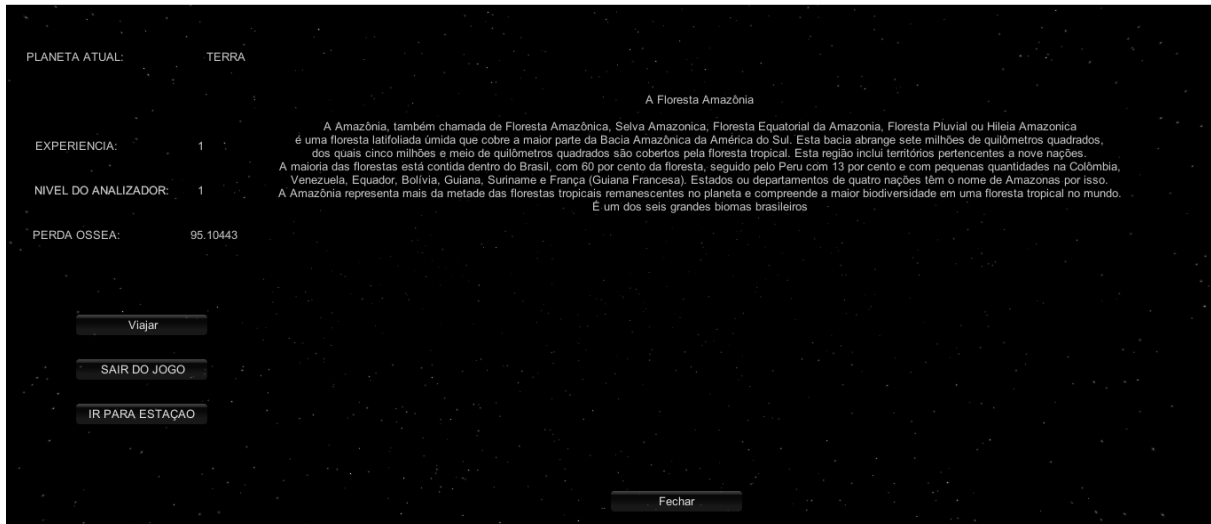 PLANETA ATUAL: TERRA
EXPERIENCIA: 1
NIVEL DO ANALIZADOR: 1
PERDA OSSEA: 95.10443
Viajar
SAIR DO JOGO
IR PARA ESTAÇAO
A Floresta Amazônia
A Amazônia, também chamada de Floresta Amazônica, Selva Amazonica, Floresta Equatorial da Amazonia, Floresta Pluvial ou Hileia Amazonica
é uma floresta latifoliada úmida que cobre a maior parte da Bacia Amazônica da América do Sul. Esta bacia abrange sete milhões de quilômetros quadrados,
dos quais cinco milhões e meio de quilômetros quadrados são cobertos pela floresta tropical. Esta região inclui territórios pertencentes a nove nações.
A maioria das florestas está contida dentro do Brasil, com 60 por cento da floresta, seguido pelo Peru com 13 por cento e com pequenas quantidades na Colômbia,
Venezuela, Equador, Bolívia, Guiana, Suriname e França (Guiana Francesa). Estados ou departamentos de quatro nações têm o nome de Amazonas por isso.
A Amazônia representa mais da metade das florestas tropicais remanescentes no planeta e compreende a maior biodiversidade em uma floresta tropical no mundo.
É um dos seis grandes biomas brasileiros
Fechar